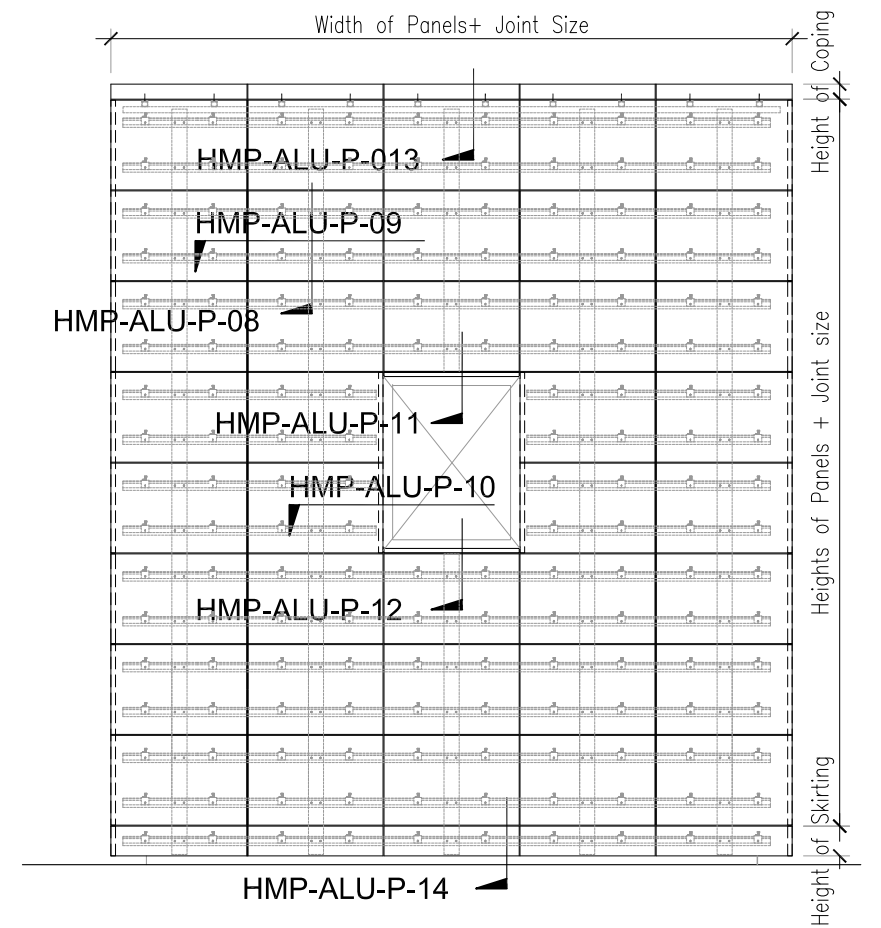 Width of Panels+ Joint Size
Height of Coping
HMP-ALU-P-013
HMP-ALU-P-09
HMP-ALU-P-08
Heights of Panels + Joint size
HMP-ALU-P-11
HMP-ALU-P-10
HMP-ALU-P-12
Height of Skirting
HMP-ALU-P-14